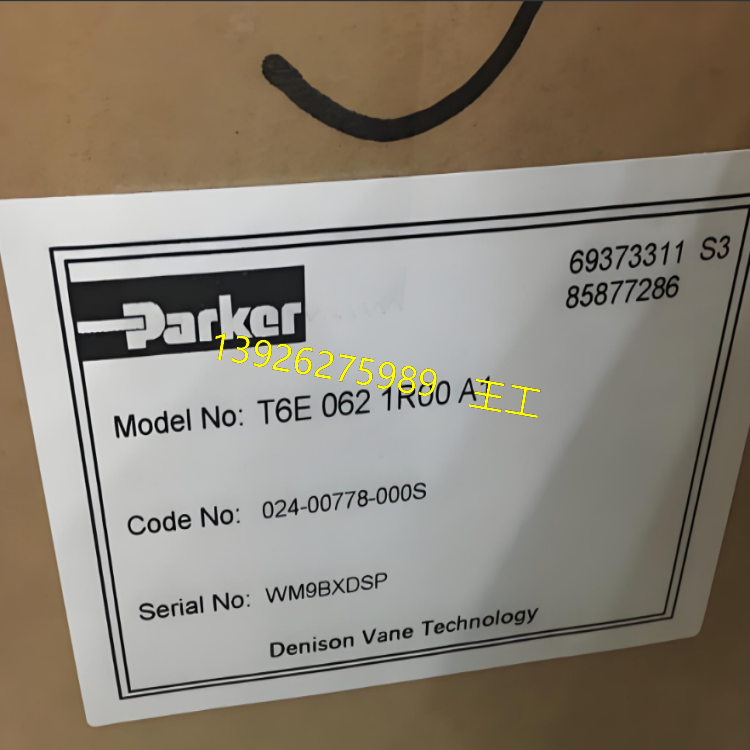 69373311 S3
85877286
Parker
13926275989 王工
Model No: T6E 062 1R00 A1
Code No: 024-00778-000S
Serial No: WM9BXDSP
Denison Vane Technology